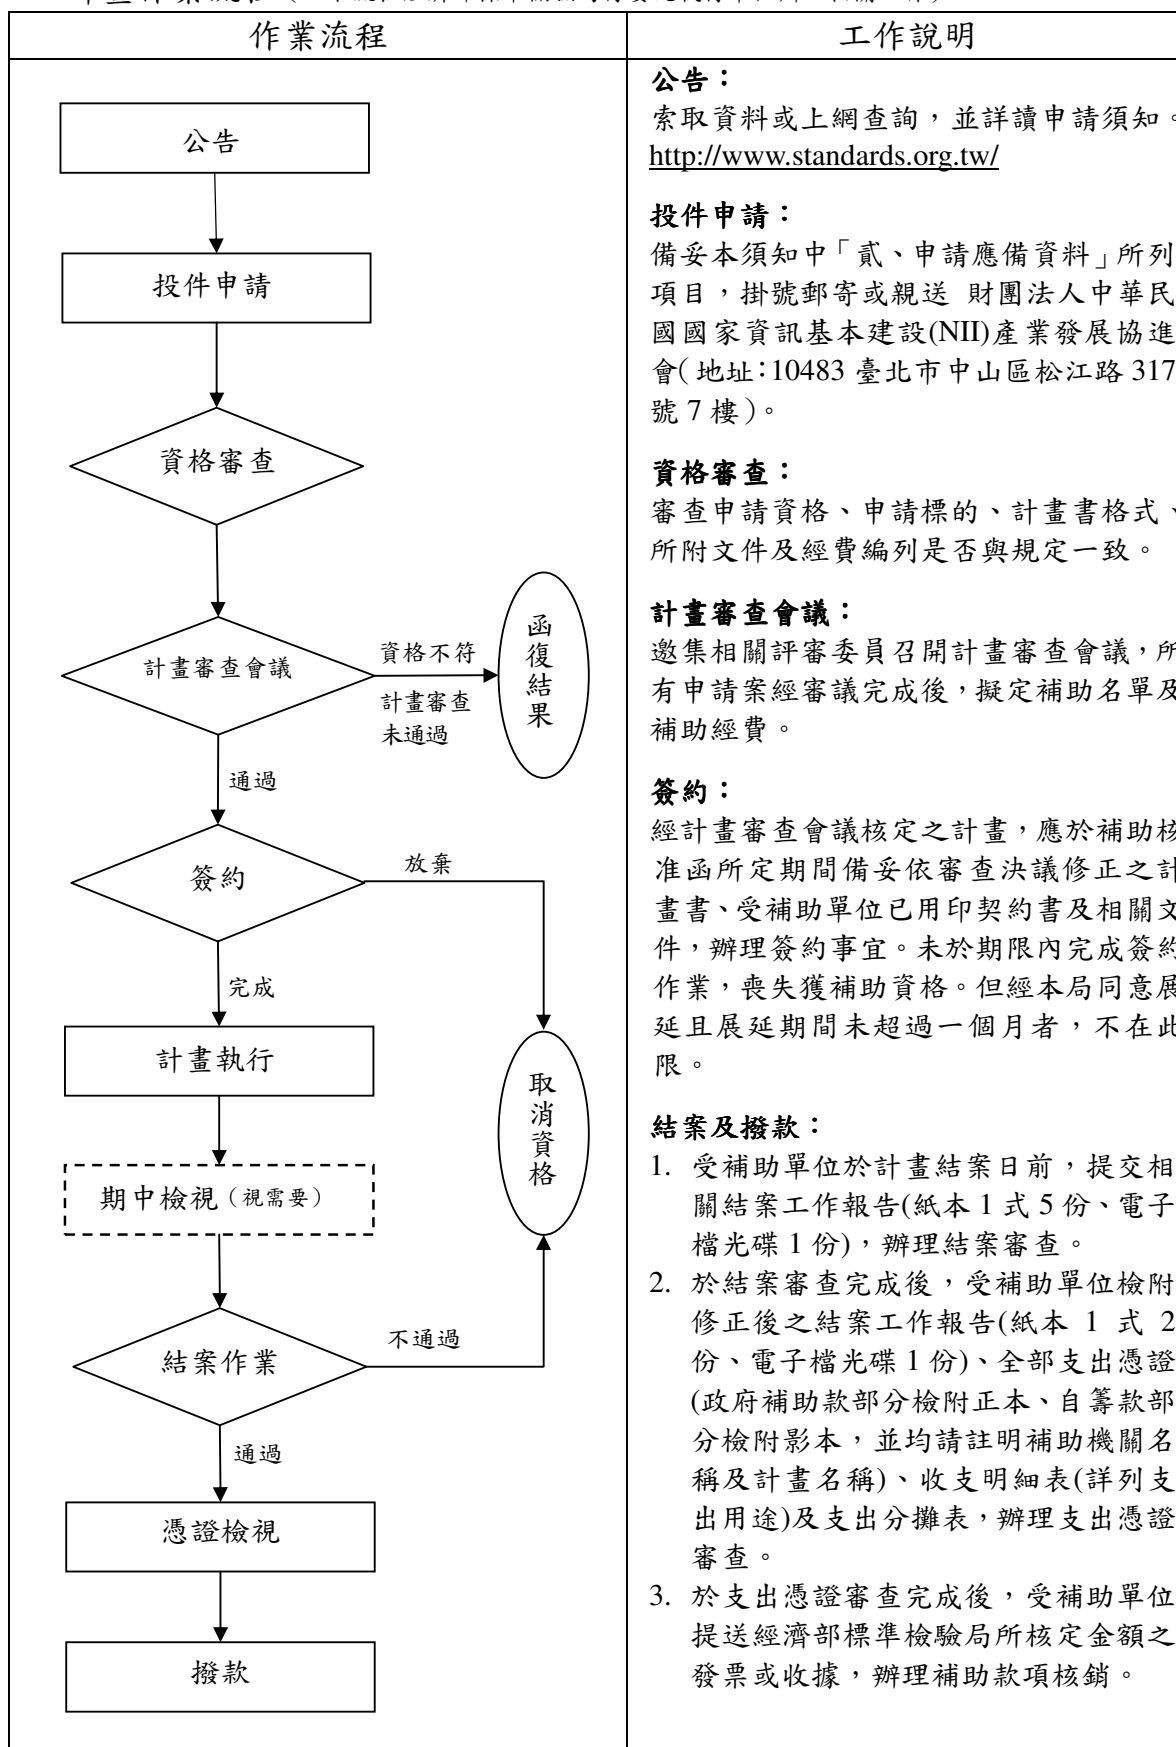 作業流程
工作說明
公告
投件申請
資格審查
計畫審查會議
資格不符
計畫審查
未通過
函復結果
通過
簽約
放棄
完成
計畫執行
取消資格
期中檢視（視需要）
結案作業
不通過
通過
憑證檢視
撥款
公告：
索取資料或上網查詢，並詳讀申請須知。
http://www.standards.org.tw/
投件申請：
備妥本須知中「貳、申請應備資料」所列
項目，掛號郵寄或親送 財團法人中華民
國國家資訊基本建設(NII)產業發展協進
會（地址：10483 臺北市中山區松江路 317
號 7 樓）。
資格審查：
審查申請資格、申請標的、計畫書格式、
所附文件及經費編列是否與規定一致。
計畫審查會議：
邀集相關評審委員召開計畫審查會議，所
有申請案經審議完成後，擬定補助名單及
補助經費。
簽約：
經計畫審查會議核定之計畫，應於補助核
准函所定期間備妥依審查決議修正之計
畫書、受補助單位已用印契約書及相關文
件，辦理簽約事宜。未於期限內完成簽約
作業，喪失獲補助資格。但經本局同意展
延且展延期間未超過一個月者，不在此
限。
結案及撥款：
1. 受補助單位於計畫結案日前，提交相
關結案工作報告(紙本 1 式 5 份、電子
檔光碟 1 份)，辦理結案審查。
2. 於結案審查完成後，受補助單位檢附
修正後之結案工作報告(紙本 1 式 2
份、電子檔光碟 1 份)、全部支出憑證
(政府補助款部分檢附正本、自籌款部
分檢附影本，並均請註明補助機關名
稱及計畫名稱)、收支明細表(詳列支
出用途)及支出分攤表，辦理支出憑證
審查。
3. 於支出憑證審查完成後，受補助單位
提送經濟部標準檢驗局所核定金額之
發票或收據，辦理補助款項核銷。